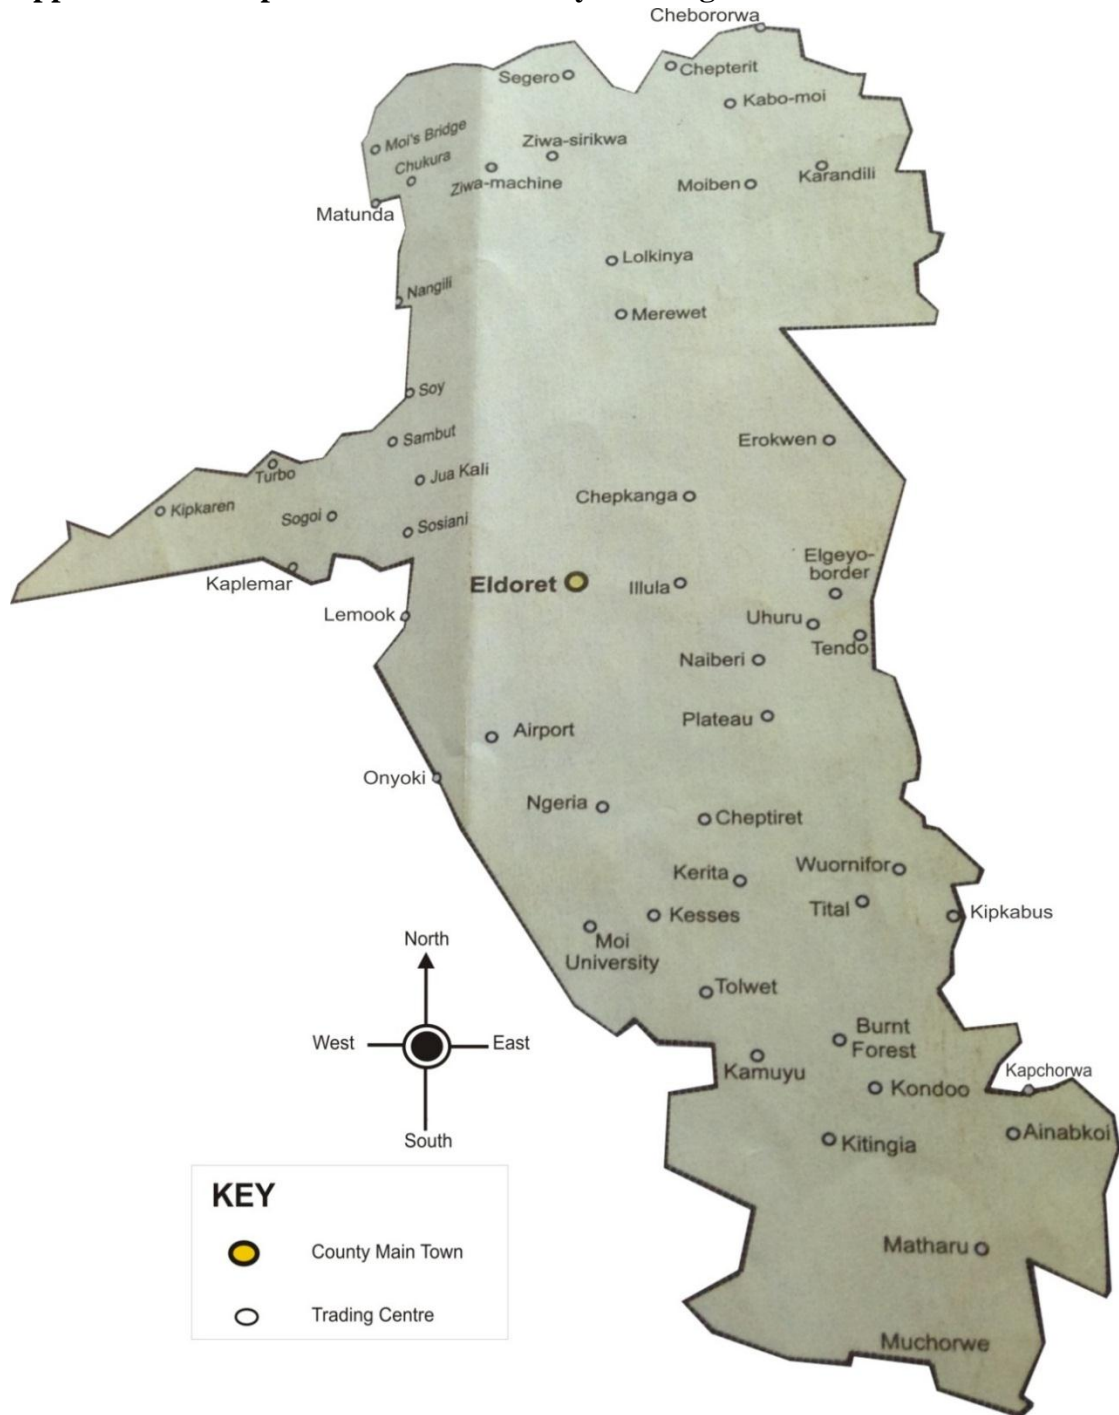 Chebororwa
Segero
Chepterit
Kabo-moi
Moi's Bridge
Ziwa-sirikwa
Chukura
Ziwa-machine
Moiben
Karandili
Matunda
Lolkinya
Nangili
Merewet
Soy
Sambut
Erokwen
Turbo
Jua Kali
Chepkanga
Kipkaren
Sogoi
Sosiani
Elgeyo-
border
Kaplemar
Eldoret
Illula
Lemook
Uhuru
Tendo
Naiberi
Plateau
Airport
Onyoki
Ngeria
Cheptiret
Kerita
Wuornifor
Tital
Kesses
Kipkabus
Moi
University
North
Tolwet
West
East
Burnt
Forest
Kamuyu
Kapchorwa
Kondoo
South
Kitingia
Ainabkoi
KEY
County Main Town
Matharu
Trading Centre
Muchorwe